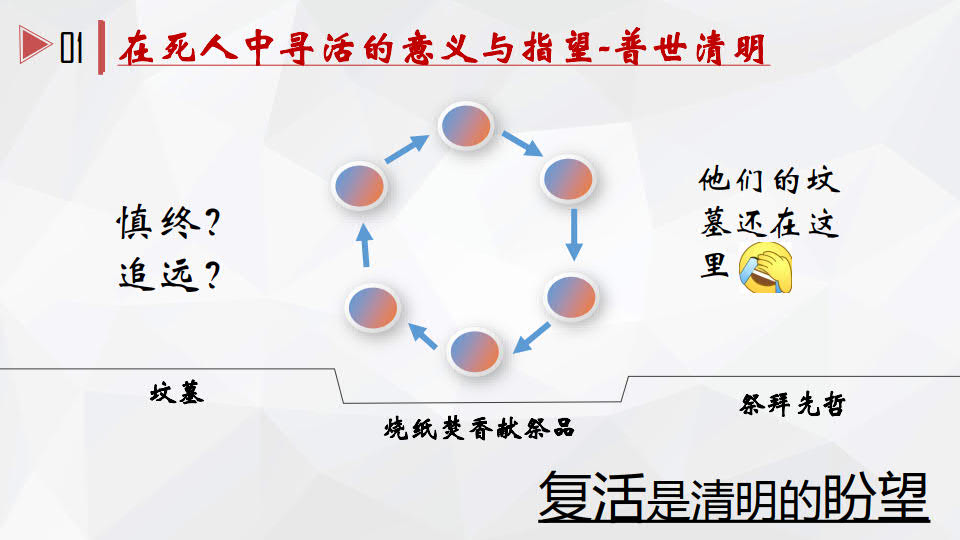 01
在死人中寻活的意义与指望-普世清明
慎终?
追远?
他们的坟
墓还在这
里
坟墓
烧纸焚香献祭品
祭拜先哲
复活是清明的盼望